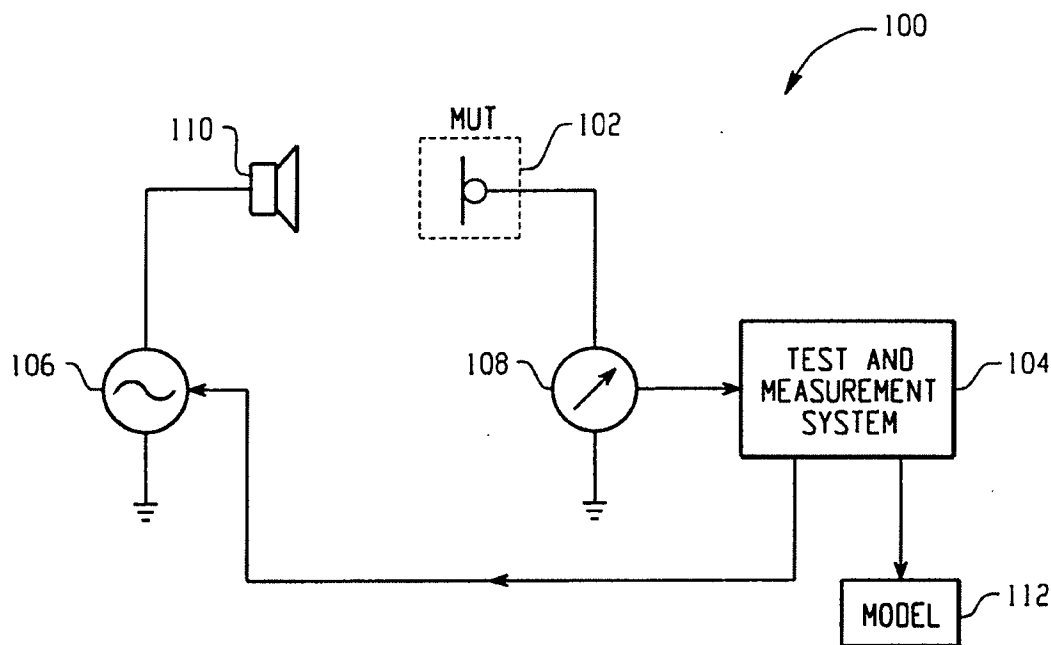 100
110
MUT
102
106
108
TEST AND
MEASUREMENT
SYSTEM
104
MODEL
112